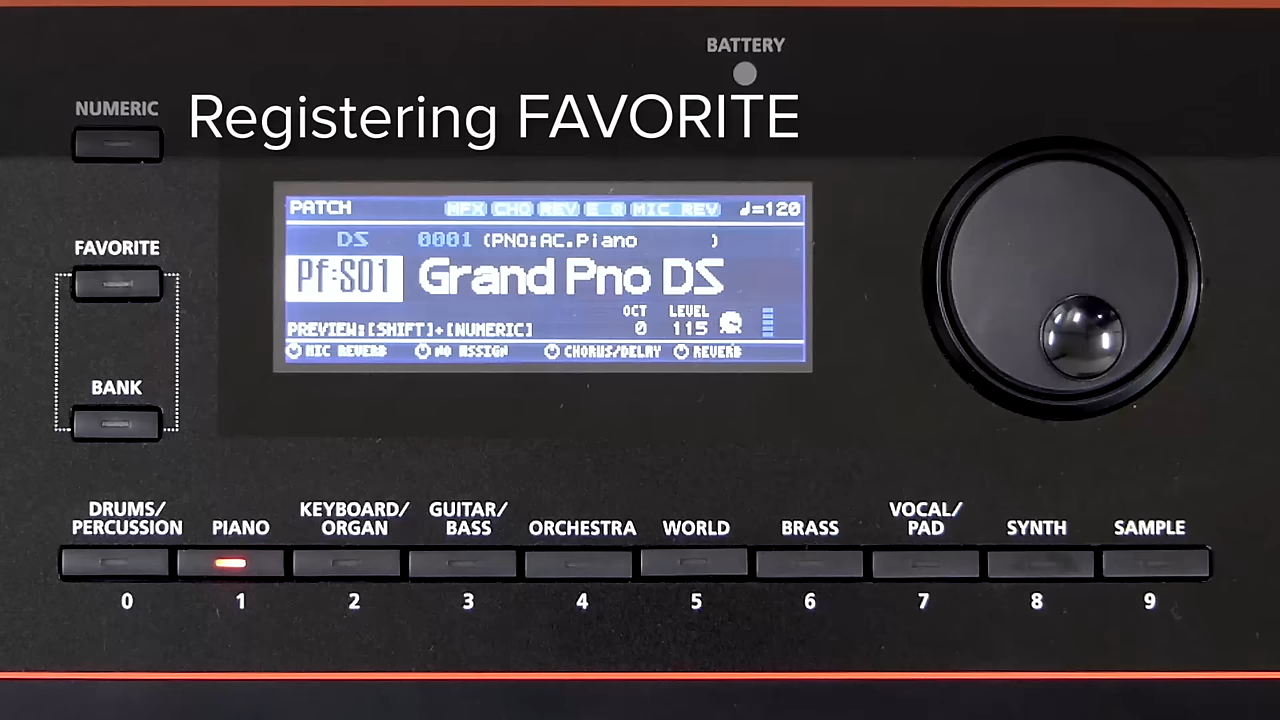 BATTERY
NUMERIC
Registering FAVORITE
PATCH MFX CHO REV E Q MIC REV ♩=120
DS 0001 (PNO:AC.Piano )
Pf:S01 Grand Pno DS
OCT LEVEL
PREVIEW:[SHIFT]+[NUMERIC] 0 115
MIC REVERB NO ASSIGN CHORUS/DELAY REVERB
FAVORITE
BANK
DRUMS/
PERCUSSION
PIANO
KEYBOARD/
ORGAN
GUITAR/
BASS
ORCHESTRA
WORLD
BRASS
VOCAL/
PAD
SYNTH
SAMPLE
0 1 2 3 4 5 6 7 8 9